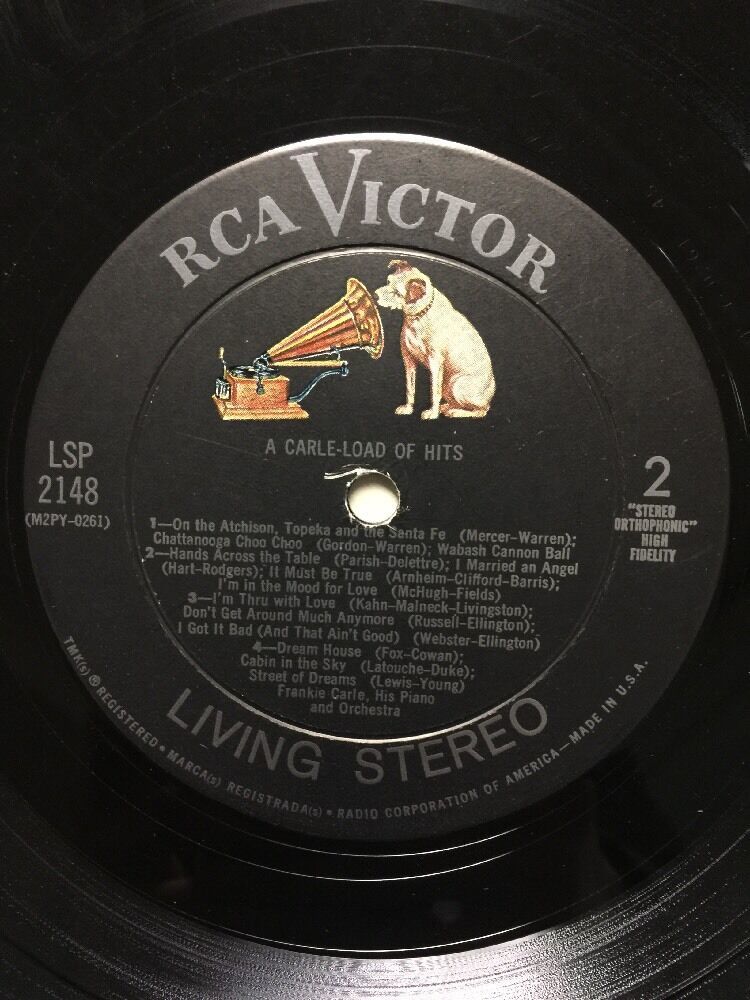 RCA VICTOR
A CARLE-LOAD OF HITS
LSP
2148
(M2PY-0261)
2
"STEREO
ORTHOPHONIC"
HIGH
FIDELITY
1—On the Atchison, Topeka and the Santa Fe (Mercer-Warren);
Chattanooga Choo Choo (Gordon-Warren); Wabash Cannon Ball
2—Hands Across the Table (Parish-Delettre); I Married an Angel
(Hart-Rodgers); It Must Be True (Arnheim-Clifford-Barris);
I'm in the Mood for Love (McHugh-Fields)
3—I'm Thru with Love (Kahn-Malneck-Livingston);
Don't Get Around Much Anymore (Russell-Ellington);
I Got It Bad (And That Ain't Good) (Webster-Ellington)
4—Dream House (Fox-Cowan);
Cabin in the Sky (Latouche-Duke);
Street of Dreams (Lewis-Young)
Frankie Carle, His Piano
and Orchestra
LIVING STEREO
TMK(s) ® REGISTERED • MARCA(s) REGISTRADA(s) • RADIO CORPORATION OF AMERICA—MADE IN U.S.A.